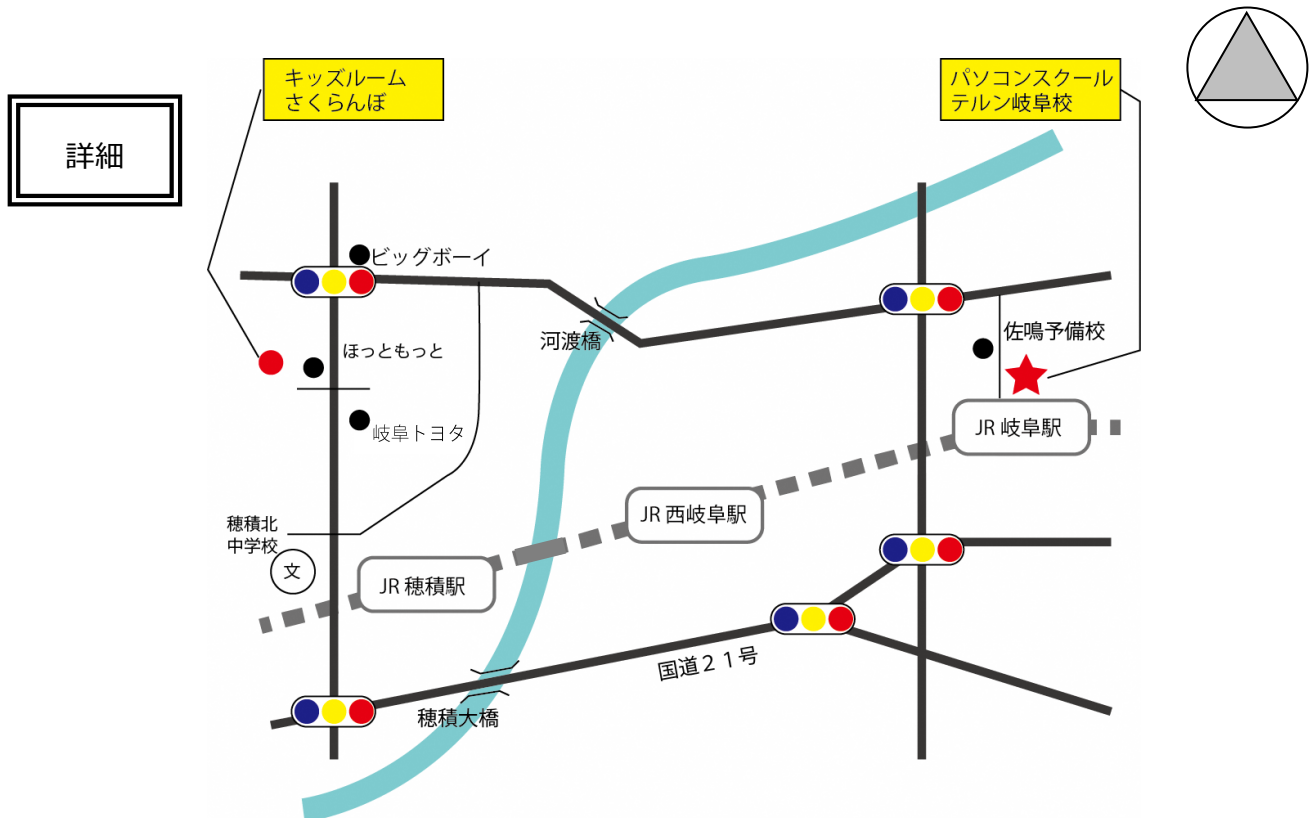 キッズルーム
さくらんぼ
パソコンスクール
テルン岐阜校
詳細
ビッグボーイ
河渡橋
佐鳴予備校
ほっともっと
岐阜トヨタ
JR 岐阜駅
JR 西岐阜駅
穂積北
中学校
文
JR 穂積駅
国道２１号
穂積大橋